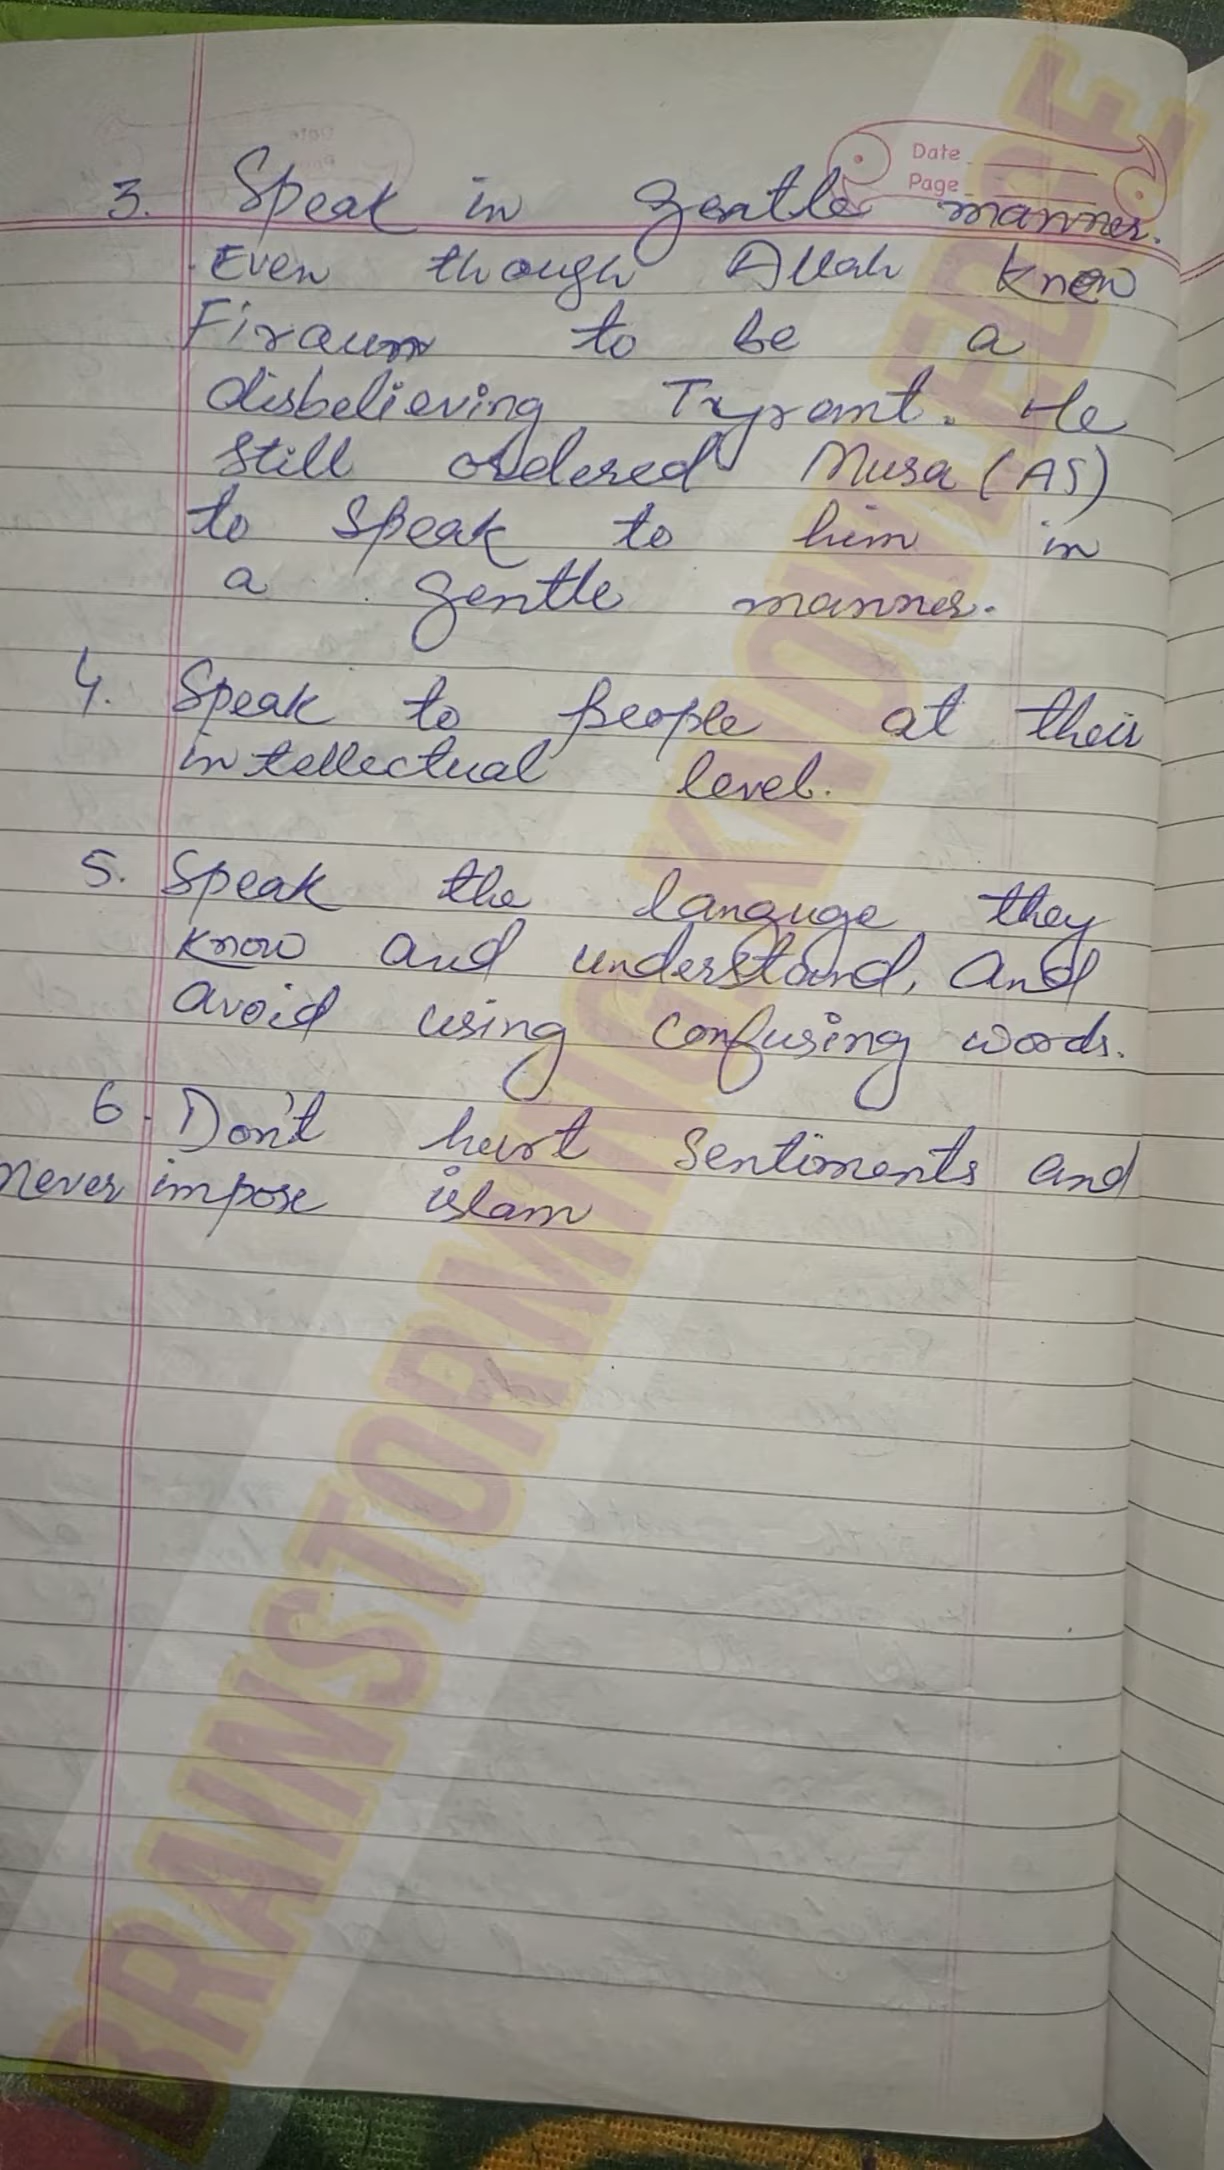 Date
Page
3. Speak in gentle manner.
Even though Allah knew
Firaun to be a
disbelieving Tyrant. He
still ordered Musa (AS)
to speak to him in
a gentle manner.
4. Speak to people at their
intellectual level.
5. Speak the languge they
know and understand, and
avoid using confusing words.
6. Don't hurt sentiments and
never impose islam
BRAINSTORMING KNOWLEDGE